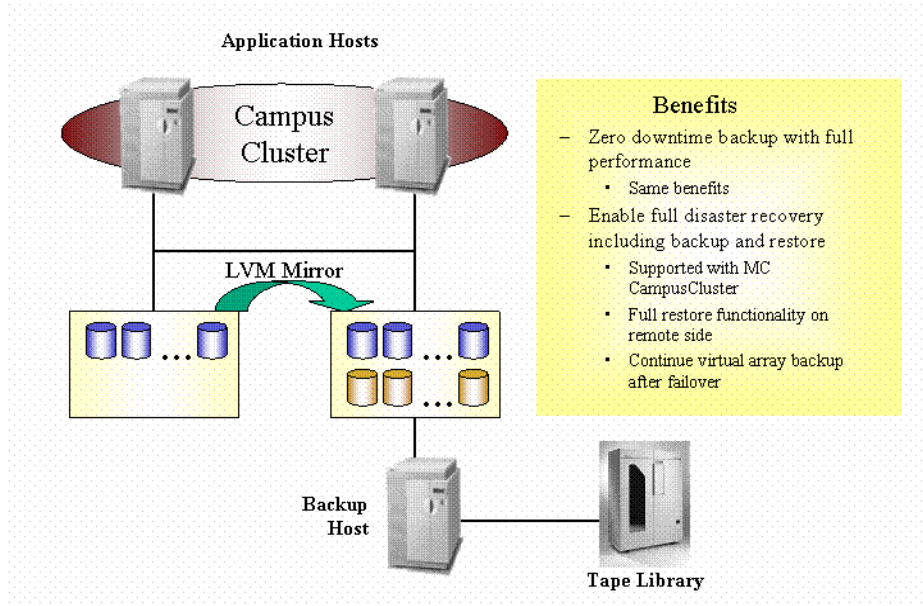 Application Hosts
Campus
Cluster
LVM Mirror
Benefits
– Zero downtime backup with full
performance
• Same benefits
– Enable full disaster recovery
including backup and restore
• Supported with MC
CampusCluster
• Full restore functionality on
remote side
• Continue virtual array backup
after failover
Backup
Host
Tape Library